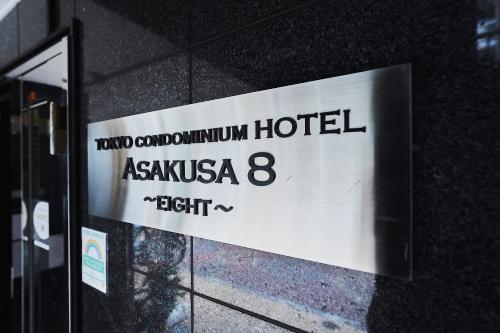 TOKYO CONDOMINIUM HOTEL
ASAKUSA 8
~EIGHT~